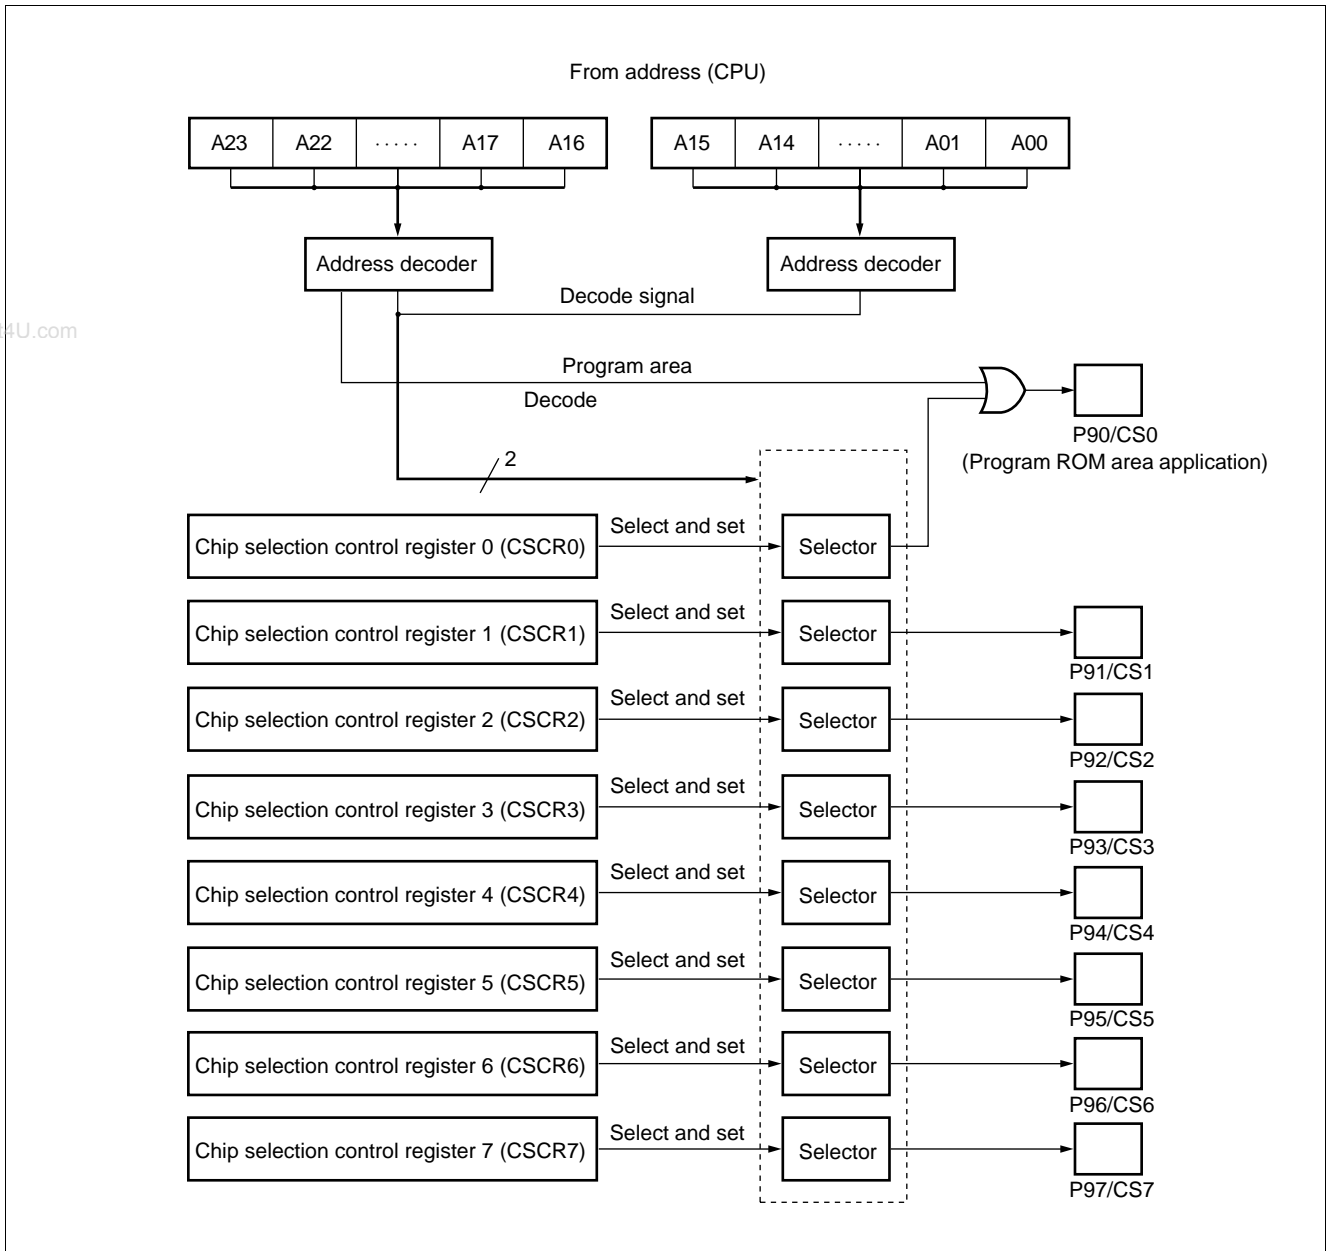 From address (CPU)
A23 A22 ····· A17 A16 A15 A14 ····· A01 A00
Address decoder Address decoder
Decode signal
t4U.com
Program area
Decode
P90/CS0
(Program ROM area application)
2
Select and set
Chip selection control register 0 (CSCR0) Selector
Select and set
Chip selection control register 1 (CSCR1) Selector
P91/CS1
Select and set
Chip selection control register 2 (CSCR2) Selector
P92/CS2
Select and set
Chip selection control register 3 (CSCR3) Selector
P93/CS3
Select and set
Chip selection control register 4 (CSCR4) Selector
P94/CS4
Select and set
Chip selection control register 5 (CSCR5) Selector
P95/CS5
Select and set
Chip selection control register 6 (CSCR6) Selector
P96/CS6
Select and set
Chip selection control register 7 (CSCR7) Selector
P97/CS7